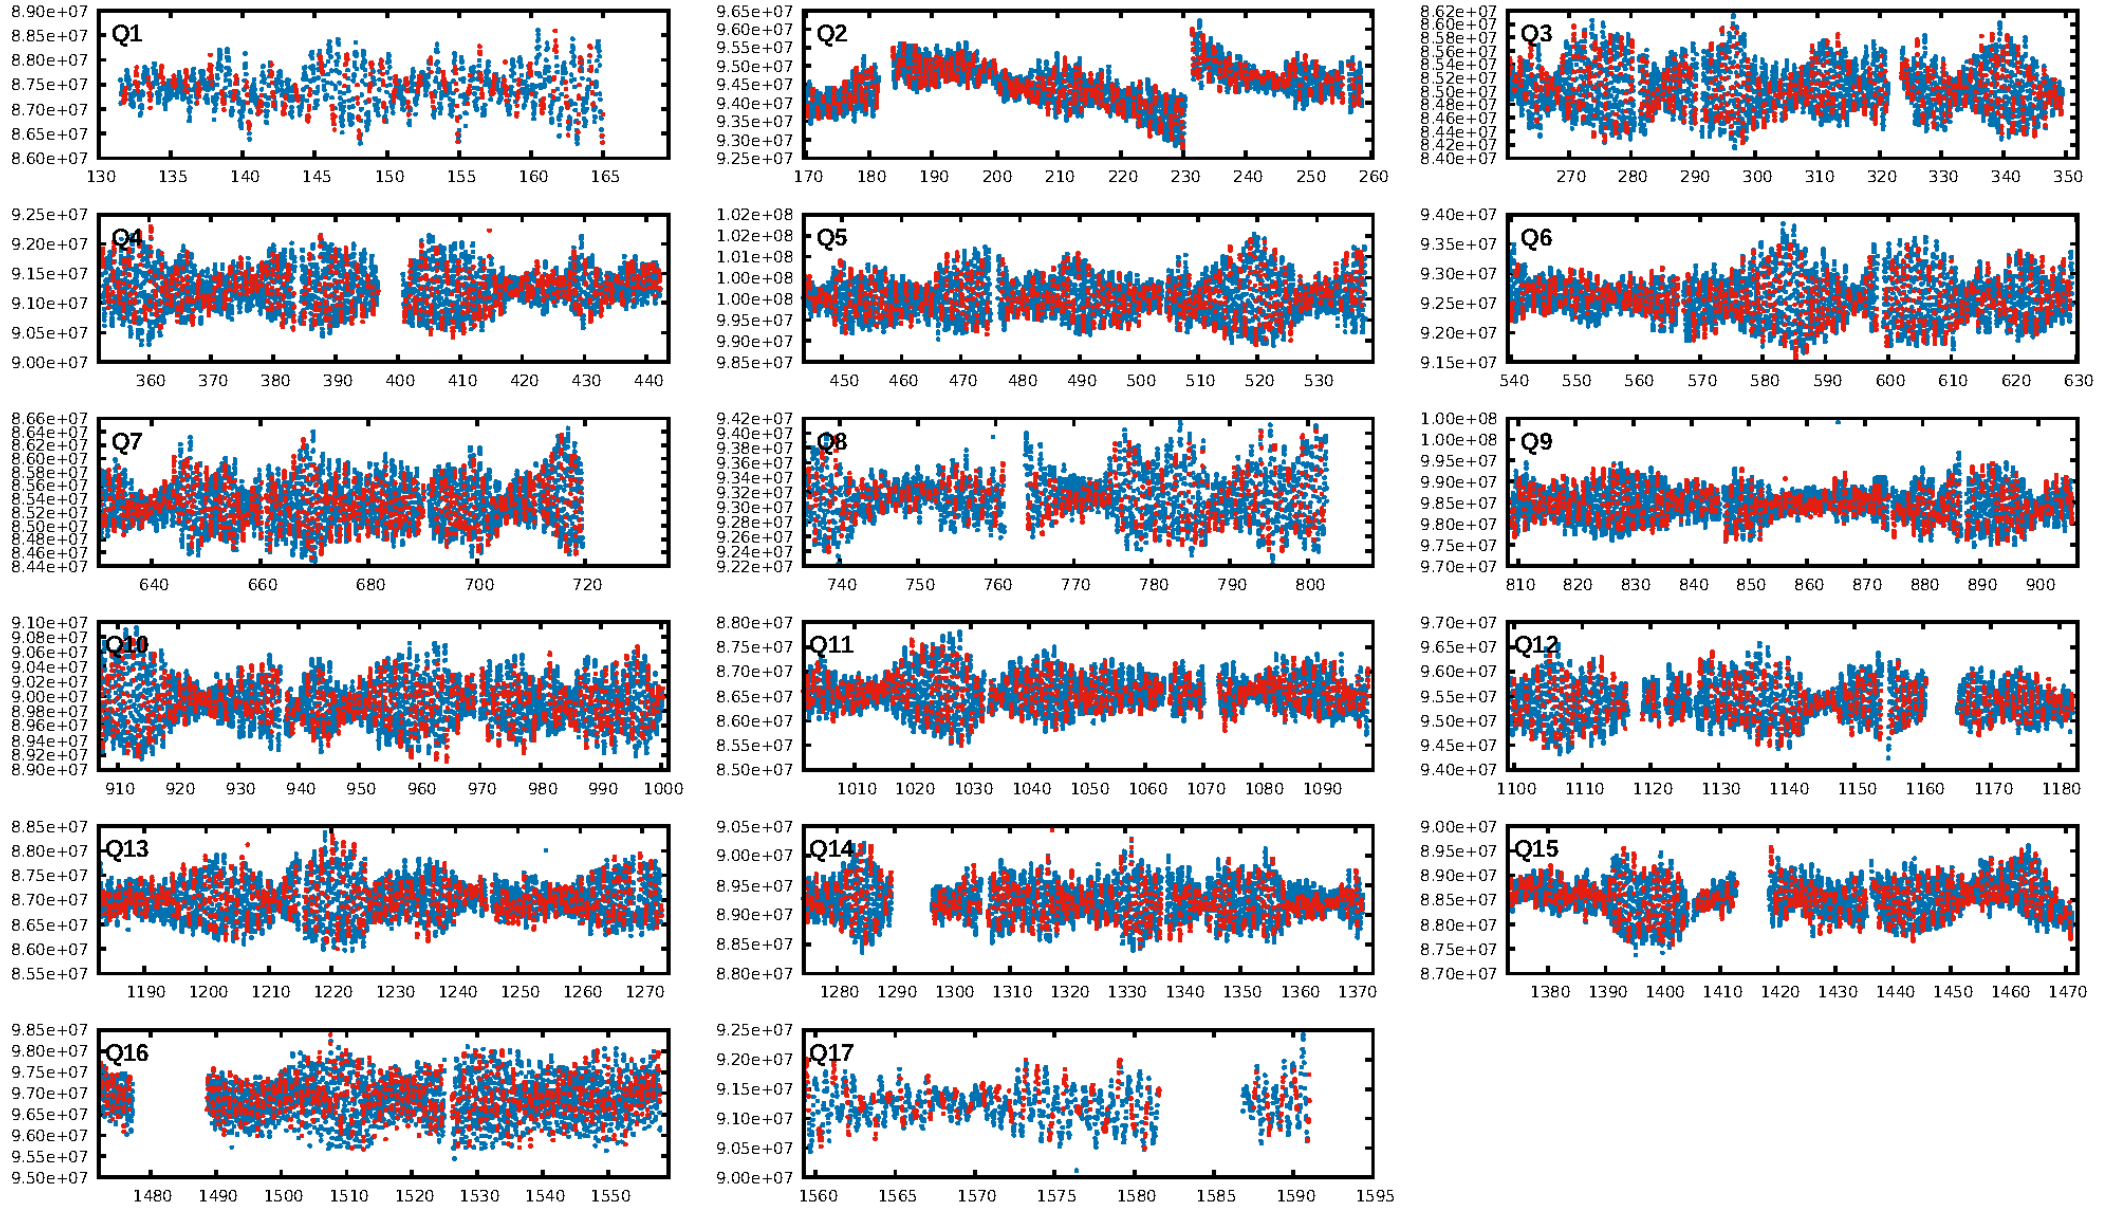 Q1
8.90e+07
8.85e+07
8.80e+07
8.75e+07
8.70e+07
8.65e+07
8.60e+07
130 135 140 145 150 155 160 165
Q2
9.65e+07
9.60e+07
9.55e+07
9.50e+07
9.45e+07
9.40e+07
9.35e+07
9.30e+07
9.25e+07
170 180 190 200 210 220 230 240 250 260
Q3
8.62e+07
8.60e+07
8.58e+07
8.56e+07
8.54e+07
8.52e+07
8.50e+07
8.48e+07
8.46e+07
8.44e+07
8.42e+07
8.40e+07
270 280 290 300 310 320 330 340 350
Q4
9.25e+07
9.20e+07
9.15e+07
9.10e+07
9.05e+07
9.00e+07
360 370 380 390 400 410 420 430 440
Q5
1.02e+08
1.02e+08
1.01e+08
1.01e+08
1.00e+08
9.95e+07
9.90e+07
9.85e+07
450 460 470 480 490 500 510 520 530
Q6
9.40e+07
9.35e+07
9.30e+07
9.25e+07
9.20e+07
9.15e+07
540 550 560 570 580 590 600 610 620 630
Q7
8.66e+07
8.64e+07
8.62e+07
8.60e+07
8.58e+07
8.56e+07
8.54e+07
8.52e+07
8.50e+07
8.48e+07
8.46e+07
8.44e+07
640 660 680 700 720
Q8
9.42e+07
9.40e+07
9.38e+07
9.36e+07
9.34e+07
9.32e+07
9.30e+07
9.28e+07
9.26e+07
9.24e+07
9.22e+07
740 750 760 770 780 790 800
Q9
1.00e+08
1.00e+08
9.95e+07
9.90e+07
9.85e+07
9.80e+07
9.75e+07
9.70e+07
810 820 830 840 850 860 870 880 890 900
Q10
9.10e+07
9.08e+07
9.06e+07
9.04e+07
9.02e+07
9.00e+07
8.98e+07
8.96e+07
8.94e+07
8.92e+07
8.90e+07
910 920 930 940 950 960 970 980 990 1000
Q11
8.80e+07
8.75e+07
8.70e+07
8.65e+07
8.60e+07
8.55e+07
8.50e+07
1010 1020 1030 1040 1050 1060 1070 1080 1090
Q12
9.70e+07
9.65e+07
9.60e+07
9.55e+07
9.50e+07
9.45e+07
9.40e+07
1100 1110 1120 1130 1140 1150 1160 1170 1180
Q13
8.85e+07
8.80e+07
8.75e+07
8.70e+07
8.65e+07
8.60e+07
8.55e+07
1190 1200 1210 1220 1230 1240 1250 1260 1270
Q14
9.05e+07
9.00e+07
8.95e+07
8.90e+07
8.85e+07
8.80e+07
1280 1290 1300 1310 1320 1330 1340 1350 1360 1370
Q15
9.00e+07
8.95e+07
8.90e+07
8.85e+07
8.80e+07
8.75e+07
8.70e+07
1380 1390 1400 1410 1420 1430 1440 1450 1460 1470
Q16
9.85e+07
9.80e+07
9.75e+07
9.70e+07
9.65e+07
9.60e+07
9.55e+07
9.50e+07
1480 1490 1500 1510 1520 1530 1540 1550
Q17
9.25e+07
9.20e+07
9.15e+07
9.10e+07
9.05e+07
9.00e+07
1560 1565 1570 1575 1580 1585 1590 1595